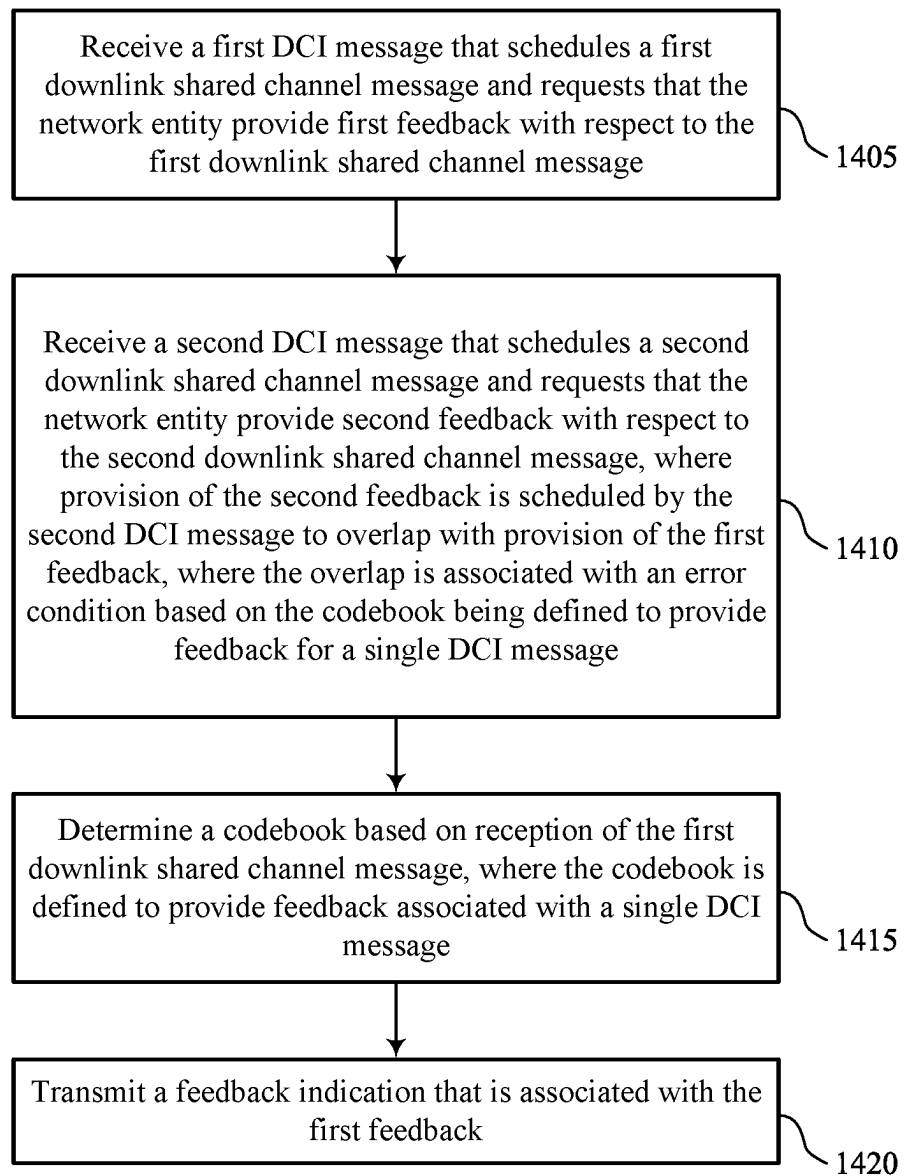 Receive a first DCI message that schedules a first
downlink shared channel message and requests that the
network entity provide first feedback with respect to the
first downlink shared channel message
1405
Receive a second DCI message that schedules a second
downlink shared channel message and requests that the
network entity provide second feedback with respect to
the second downlink shared channel message, where
provision of the second feedback is scheduled by the
second DCI message to overlap with provision of the first
feedback, where the overlap is associated with an error
condition based on the codebook being defined to provide
feedback for a single DCI message
1410
Determine a codebook based on reception of the first
downlink shared channel message, where the codebook is
defined to provide feedback associated with a single DCI
message
1415
Transmit a feedback indication that is associated with the
first feedback
1420